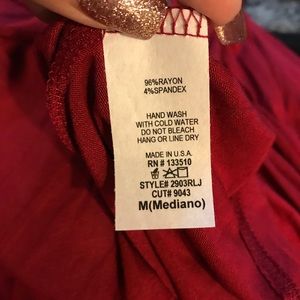 96%RAYON
4%SPANDEX
HAND WASH
WITH COLD WATER
DO NOT BLEACH
HANG OR LINE DRY
MADE IN U.S.A.
RN # 133510
STYLE# 2903RLJ
CUT# 9043
M(Mediano)